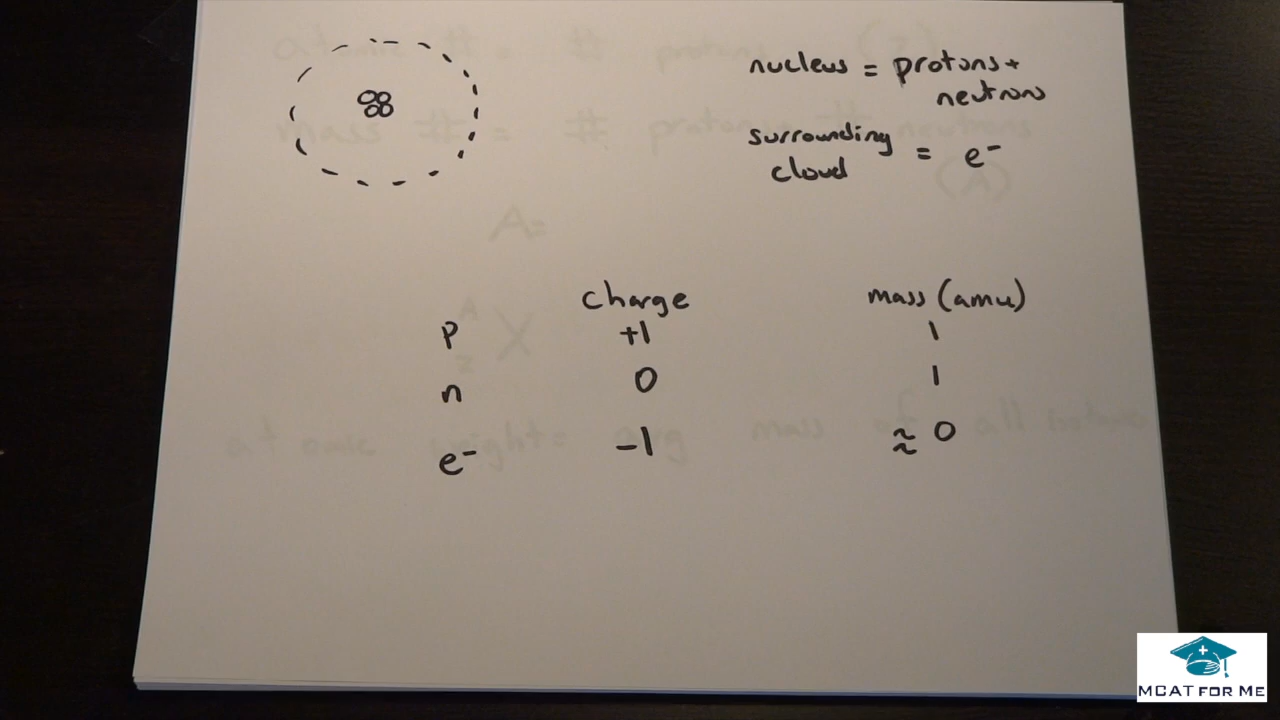 nucleus = protons +
neutrons
surrounding
cloud = e⁻
charge mass (amu)
p +1 1
n 0 1
e⁻ -1 ≈ 0
MCAT FOR ME